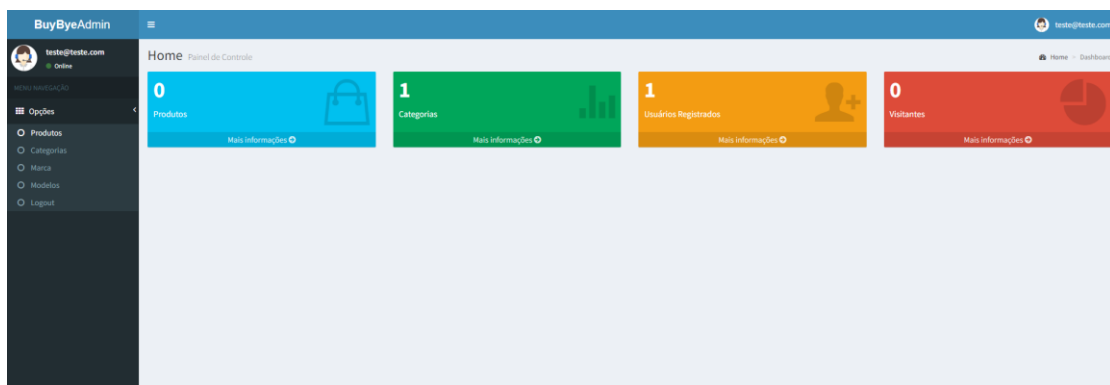 BuyByeAdmin
teste@teste.com
teste@teste.com
Online
Home Painel de Controle
Home > Dashboard
MENU NAVEGAÇÃO
Opções
Produtos
Categorias
Marca
Modelos
Logout
0
Produtos
Mais informações
1
Categorias
Mais informações
1
Usuários Registrados
Mais informações
0
Visitantes
Mais informações